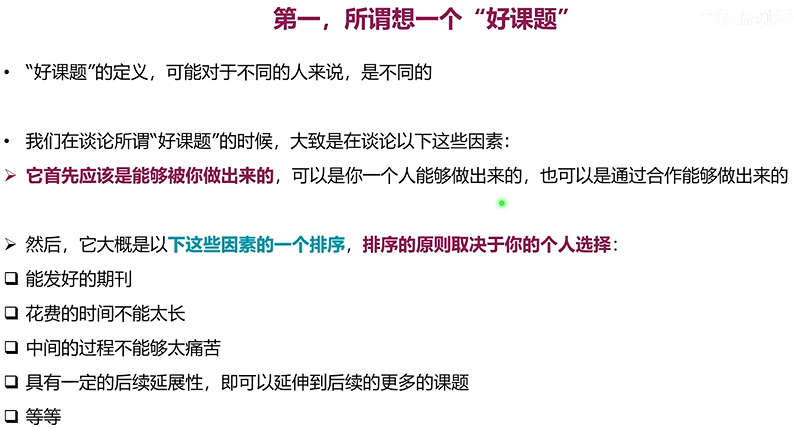 第一，所谓想一个“好课题”
• “好课题”的定义，可能对于不同的人来说，是不同的
• 我们在谈论所谓“好课题”的时候，大致是在谈论以下这些因素：
➢ 它首先应该是能够被你做出来的，可以是你一个人能够做出来的，也可以是通过合作能够做出来的
➢ 然后，它大概是以下这些因素的一个排序，排序的原则取决于你的个人选择：
❑ 能发好的期刊
❑ 花费的时间不能太长
❑ 中间的过程不能够太痛苦
❑ 具有一定的后续延展性，即可以延伸到后续的更多的课题
❑ 等等